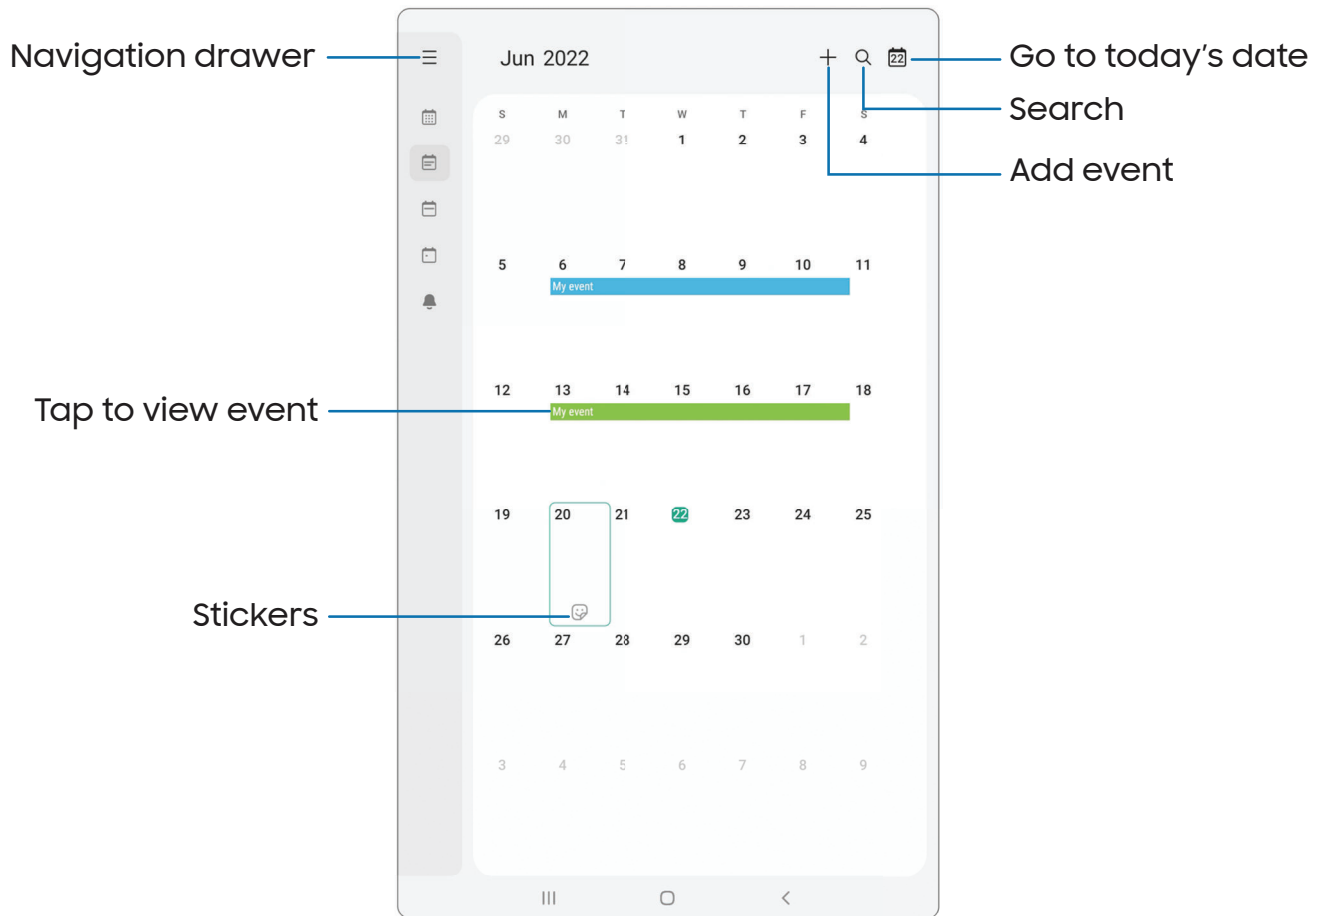 Navigation drawer
Jun 2022
22
Go to today's date
Search
Add event
S M T W T F S
29 30 31 1 2 3 4
5 6 7 8 9 10 11
My event
12 13 14 15 16 17 18
My event
Tap to view event
19 20 21 22 23 24 25
Stickers
26 27 28 29 30 1 2
3 4 5 6 7 8 9